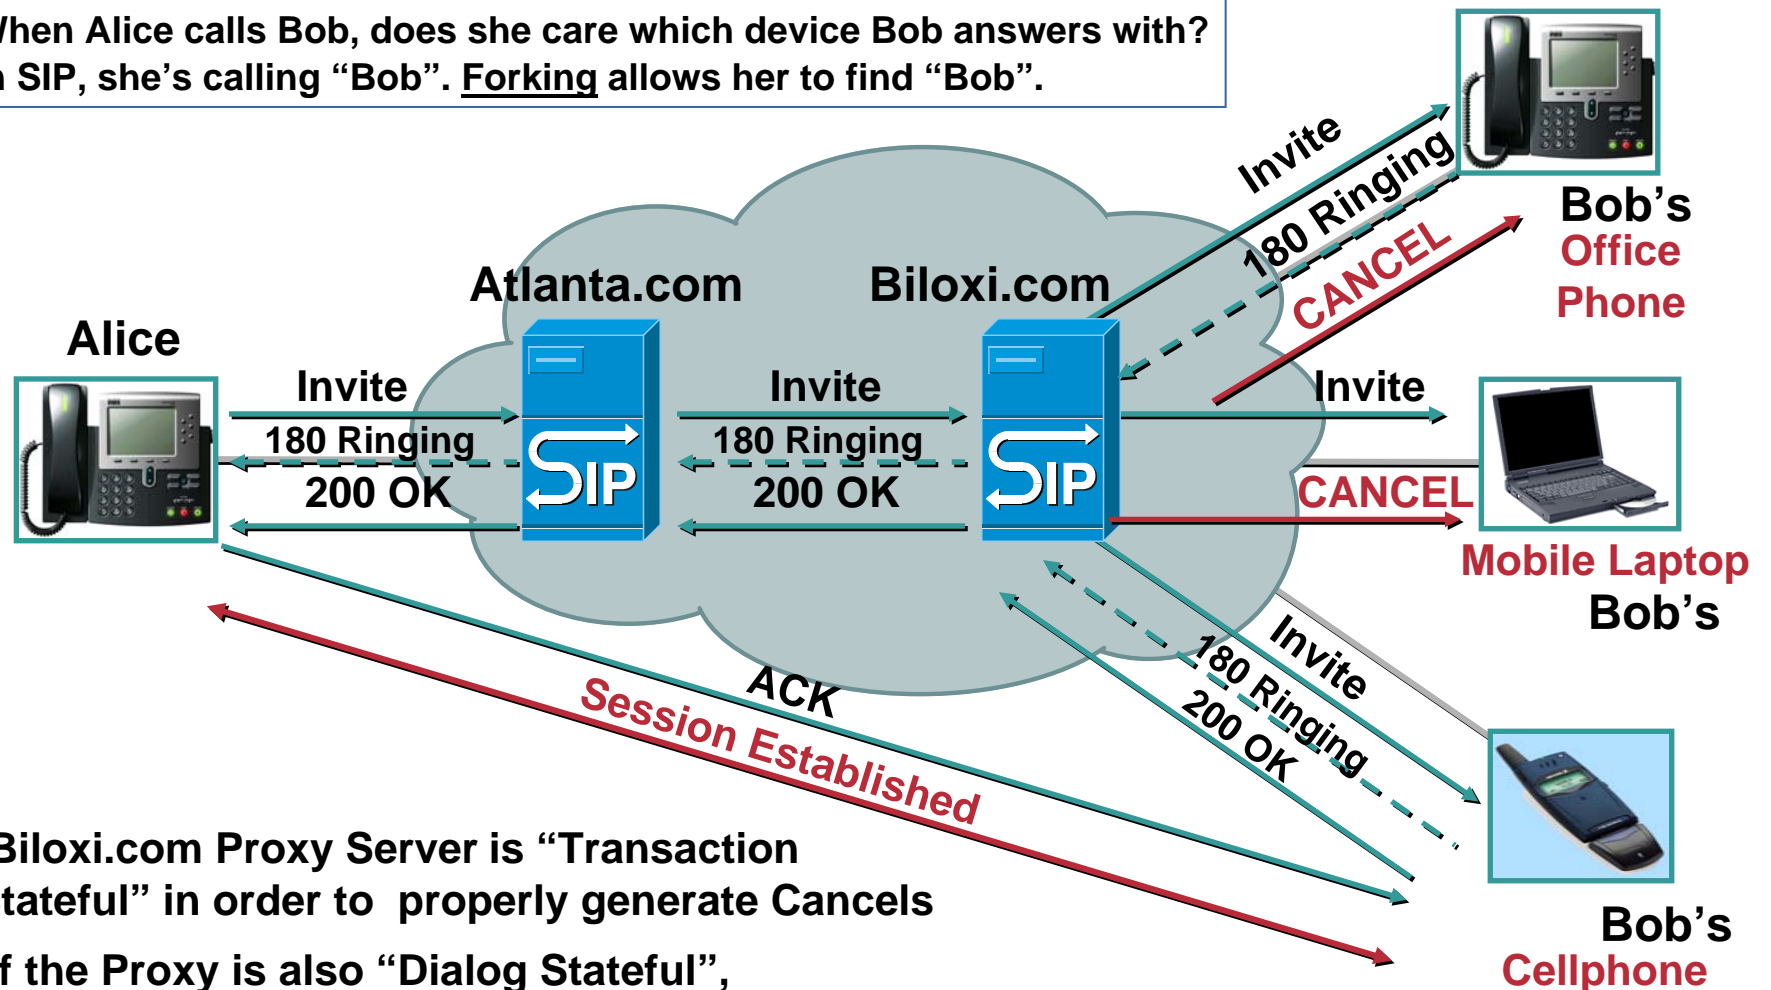 When Alice calls Bob, does she care which device Bob answers with?
n SIP, she's calling “Bob”. Forking allows her to find “Bob”.
Invite
180 Ringing
CANCEL
Bob's
Office
Phone
Atlanta.com
Biloxi.com
Alice
Invite
180 Ringing
200 OK
SIP
Invite
180 Ringing
200 OK
SIP
Invite
CANCEL
Mobile Laptop
Bob's
Invite
180 Ringing
200 OK
ACK
Session Established
Bob's
Cellphone
Biloxi.com Proxy Server is “Transaction
tateful” in order to properly generate Cancels
f the Proxy is also “Dialog Stateful”,